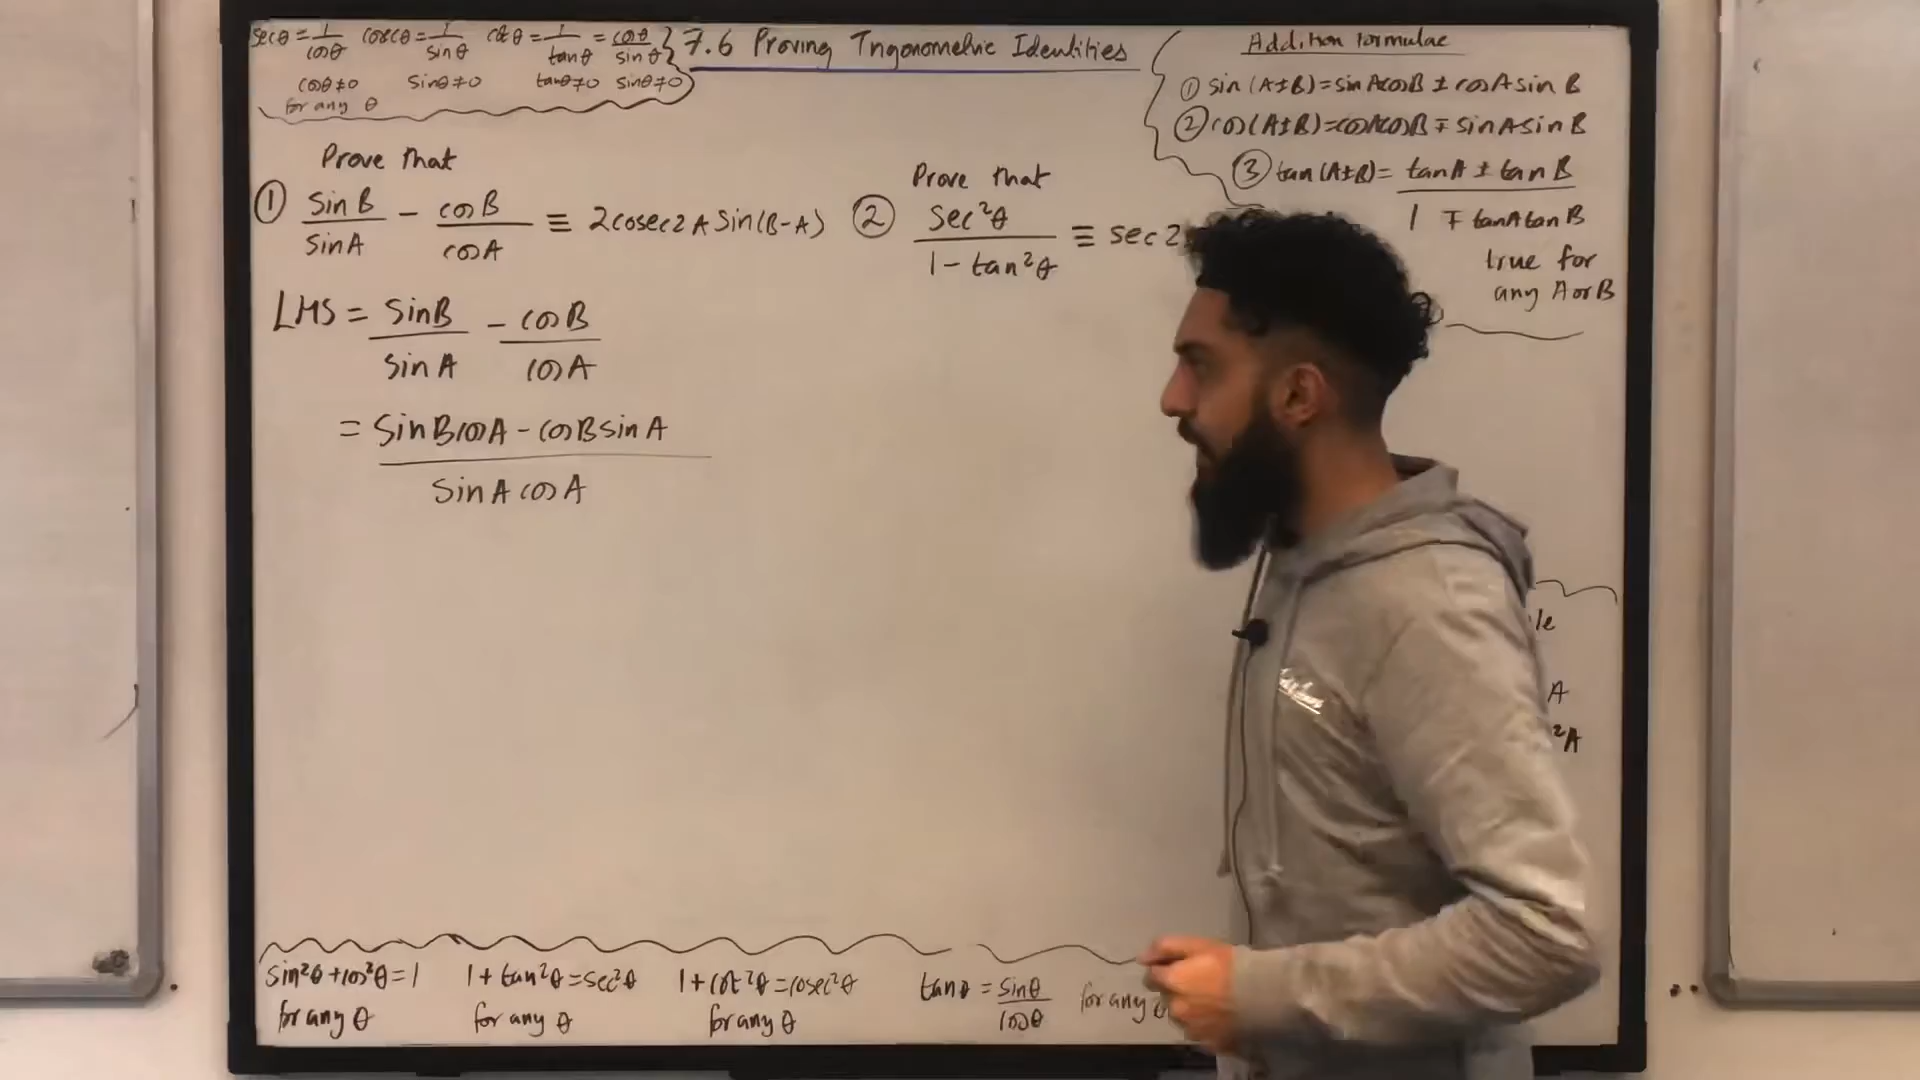 secθ = 1/cosθ cosecθ = 1/sinθ cotθ = 1/tanθ = cosθ/sinθ
cosθ≠0 sinθ≠0 tanθ≠0 sinθ≠0
for any θ
7.6 Proving Trigonometric Identities
Addition formulae
① sin(A±B)=sinAcosB ± cosAsinB
② cos(A±B)=cosAcosB ∓ sinAsinB
③ tan(A±B)= tanA ± tanB
1 ∓ tanAtanB
true for
any A or B
Prove that
① sinB/sinA − cosB/cosA ≡ 2cosec2Asin(B-A)
LHS = sinB/sinA − cosB/cosA
= sinBcosA - cosBsinA
sinAcosA
Prove that
② sec²θ/1-tan²θ ≡ sec2
A
²A
sin²θ+cos²θ=1
for any θ
1+tan²θ=sec²θ
for any θ
1+cot²θ=cosec²θ
for any θ
tanθ = sinθ/cosθ for any θ